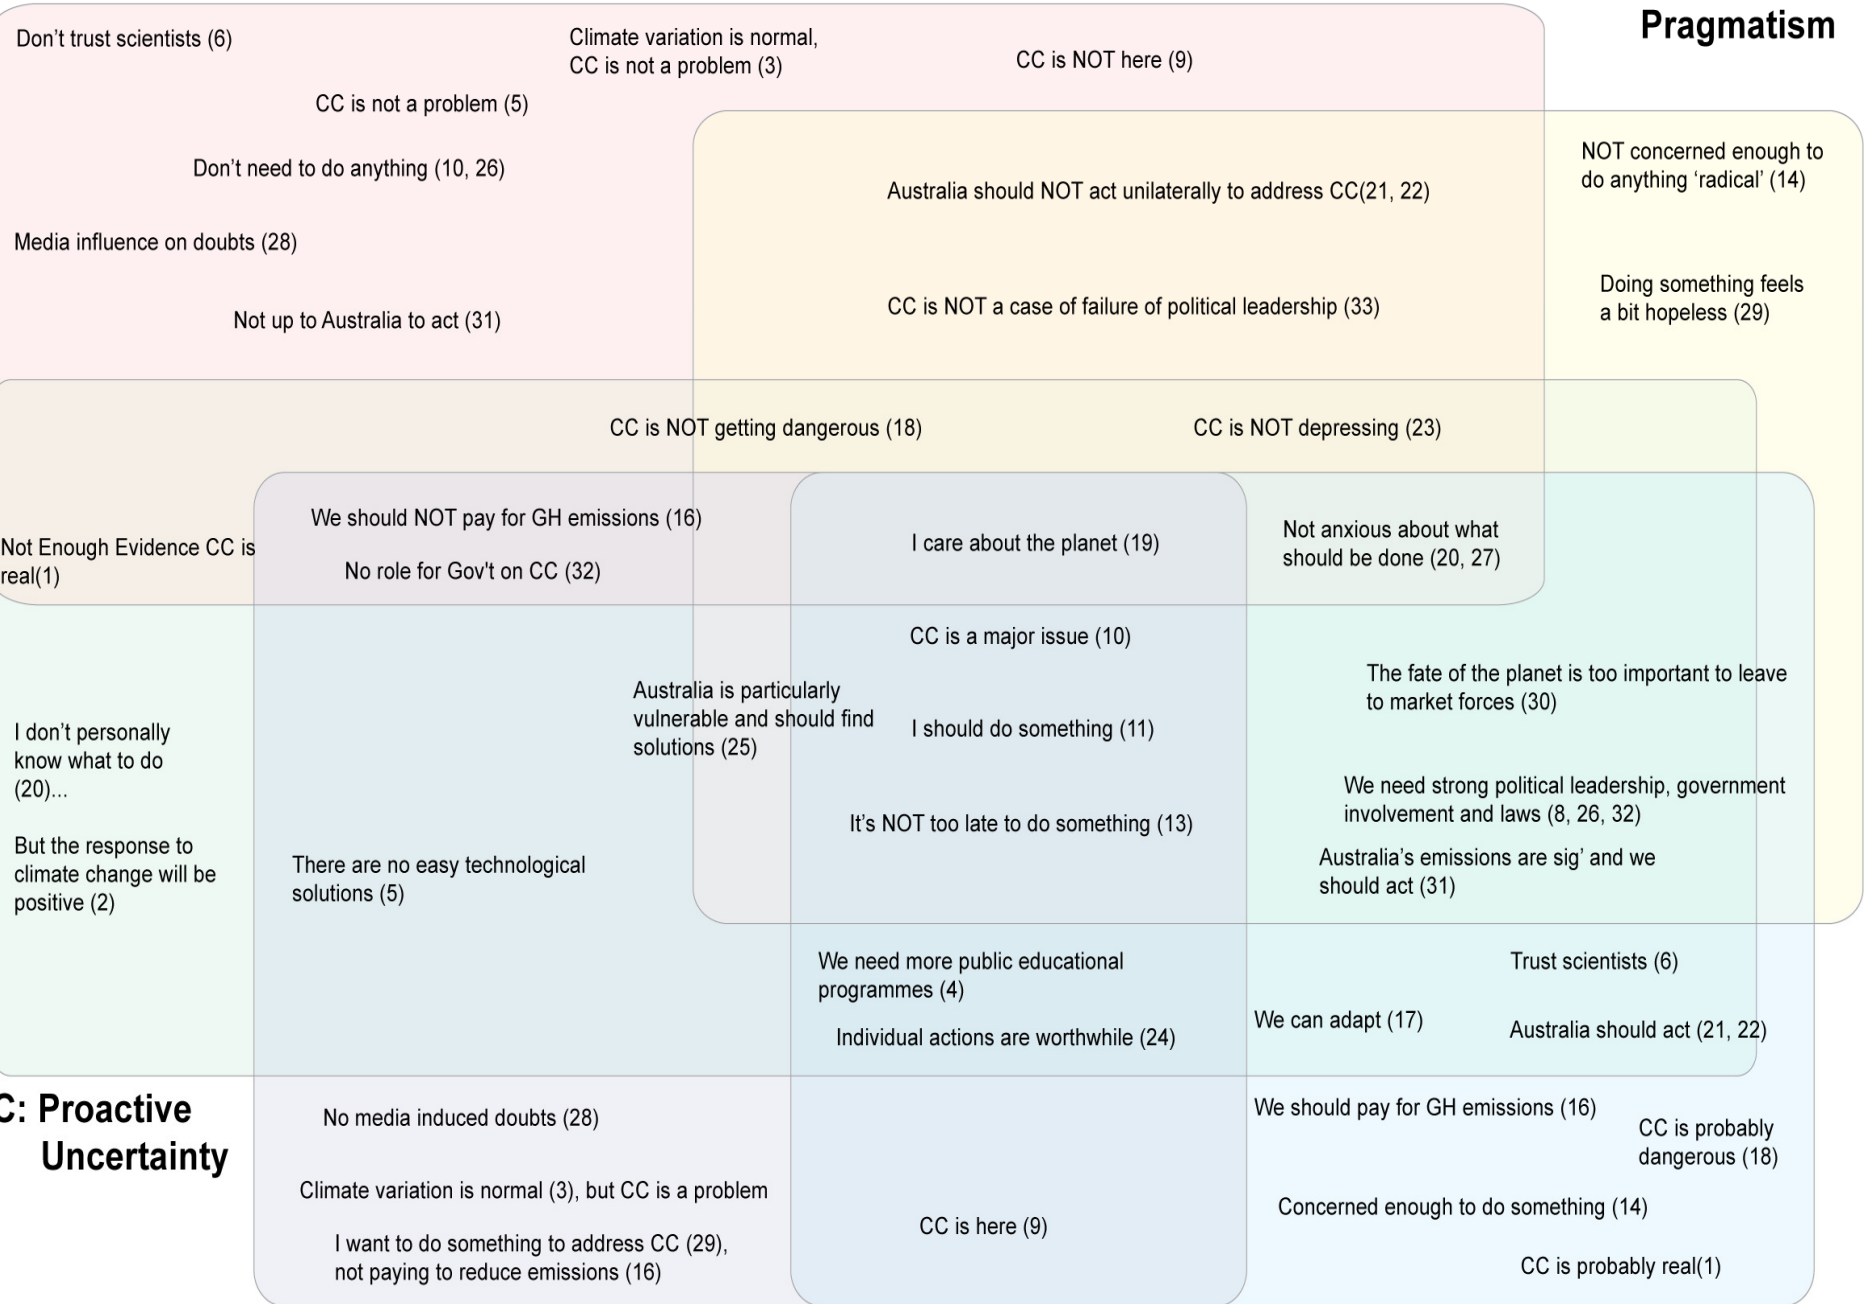 Pragmatism
Don't trust scientists (6)
Climate variation is normal,
CC is not a problem (3)
CC is NOT here (9)
CC is not a problem (5)
Don't need to do anything (10, 26)
NOT concerned enough to
do anything ‘radical’ (14)
Australia should NOT act unilaterally to address CC(21, 22)
Media influence on doubts (28)
Not up to Australia to act (31)
CC is NOT a case of failure of political leadership (33)
Doing something feels
a bit hopeless (29)
CC is NOT getting dangerous (18)
CC is NOT depressing (23)
Not Enough Evidence CC is
real(1)
We should NOT pay for GH emissions (16)
No role for Gov't on CC (32)
I care about the planet (19)
Not anxious about what
should be done (20, 27)
CC is a major issue (10)
Australia is particularly
vulnerable and should find
solutions (25)
I should do something (11)
The fate of the planet is too important to leave
to market forces (30)
I don’t personally
know what to do
(20)...
But the response to
climate change will be
positive (2)
There are no easy technological
solutions (5)
It’s NOT too late to do something (13)
We need strong political leadership, government
involvement and laws (8, 26, 32)
Australia’s emissions are sig’ and we
should act (31)
We need more public educational
programmes (4)
Individual actions are worthwhile (24)
Trust scientists (6)
We can adapt (17)
Australia should act (21, 22)
C: Proactive
Uncertainty
No media induced doubts (28)
Climate variation is normal (3), but CC is a problem
I want to do something to address CC (29),
not paying to reduce emissions (16)
CC is here (9)
We should pay for GH emissions (16)
CC is probably
dangerous (18)
Concerned enough to do something (14)
CC is probably real(1)